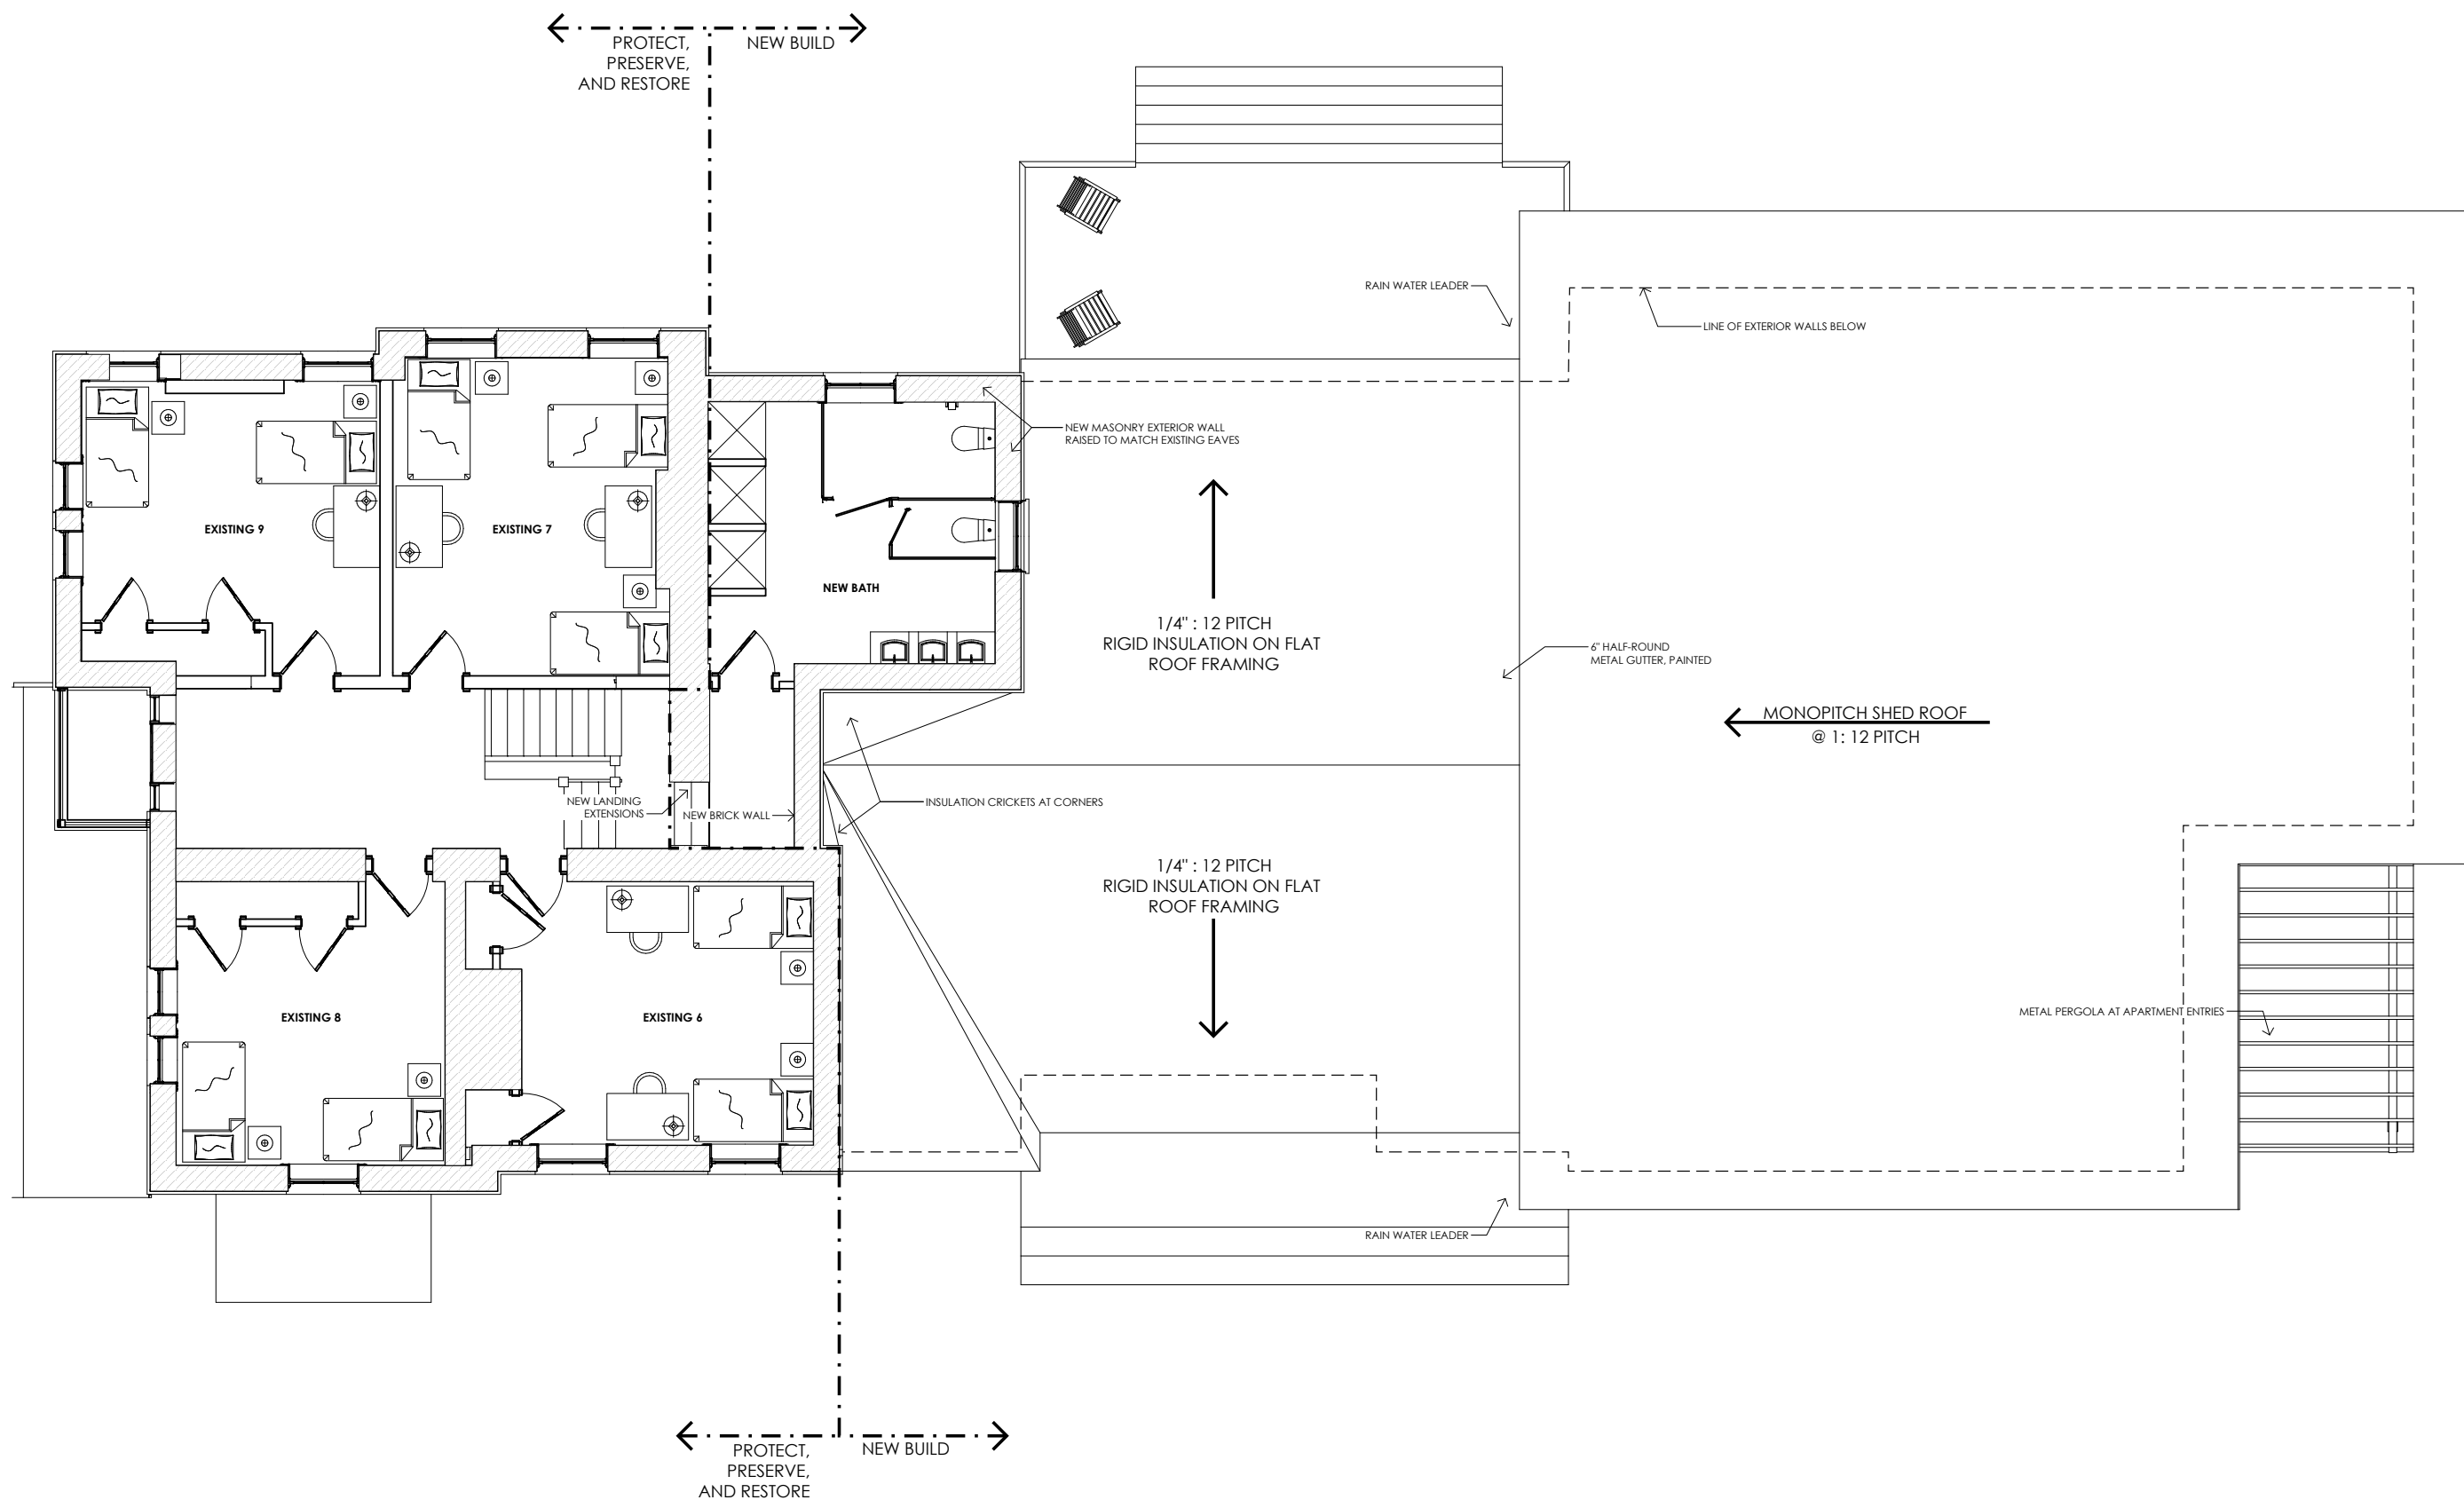 PROTECT,
PRESERVE,
AND RESTORE
NEW BUILD
RAIN WATER LEADER
LINE OF EXTERIOR WALLS BELOW
NEW MASONRY EXTERIOR WALL
RAISED TO MATCH EXISTING EAVES
EXISTING 9
EXISTING 7
NEW BATH
1/4" : 12 PITCH
RIGID INSULATION ON FLAT
ROOF FRAMING
6" HALF-ROUND
METAL GUTTER, PAINTED
MONOPITCH SHED ROOF
@ 1: 12 PITCH
NEW LANDING
EXTENSIONS
NEW BRICK WALL
INSULATION CRICKETS AT CORNERS
1/4" : 12 PITCH
RIGID INSULATION ON FLAT
ROOF FRAMING
EXISTING 8
EXISTING 6
METAL PERGOLA AT APARTMENT ENTRIES
RAIN WATER LEADER
PROTECT,
PRESERVE,
AND RESTORE
NEW BUILD